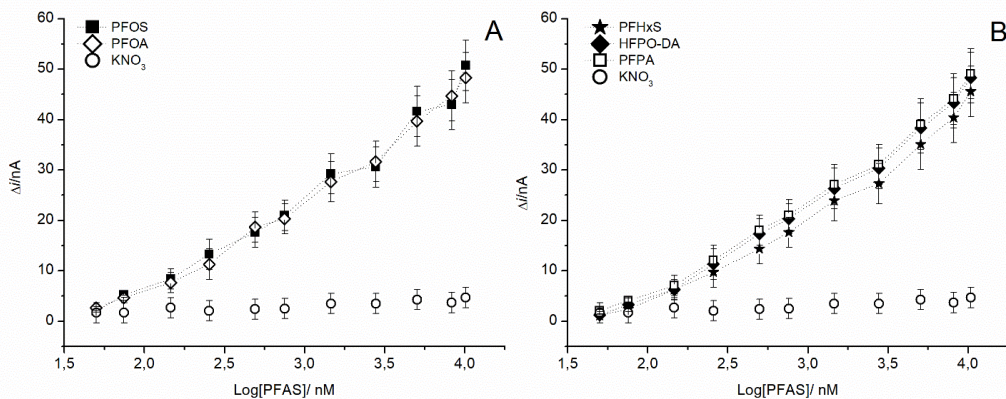 PFOS
PFOA
KNO₃
A
60
50
40
30
20
10
0
Δi/nA
1,5 2,0 2,5 3,0 3,5 4,0
Log[PFAS]/ nM
PFHxS
HFPO-DA
PFPA
KNO₃
B
60
50
40
30
20
10
0
Δi/nA
1,5 2,0 2,5 3,0 3,5 4,0
Log[PFAS]/ nM